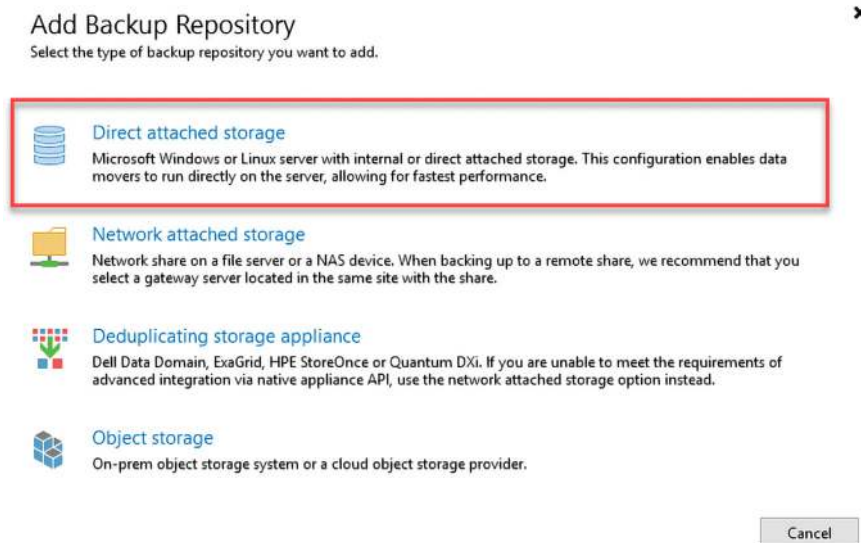 Add Backup Repository
Select the type of backup repository you want to add.
Direct attached storage
Microsoft Windows or Linux server with internal or direct attached storage. This configuration enables data
movers to run directly on the server, allowing for fastest performance.
Network attached storage
Network share on a file server or a NAS device. When backing up to a remote share, we recommend that you
select a gateway server located in the same site with the share.
Deduplicating storage appliance
Dell Data Domain, ExaGrid, HPE StoreOnce or Quantum DXi. If you are unable to meet the requirements of
advanced integration via native appliance API, use the network attached storage option instead.
Object storage
On-prem object storage system or a cloud object storage provider.
Cancel